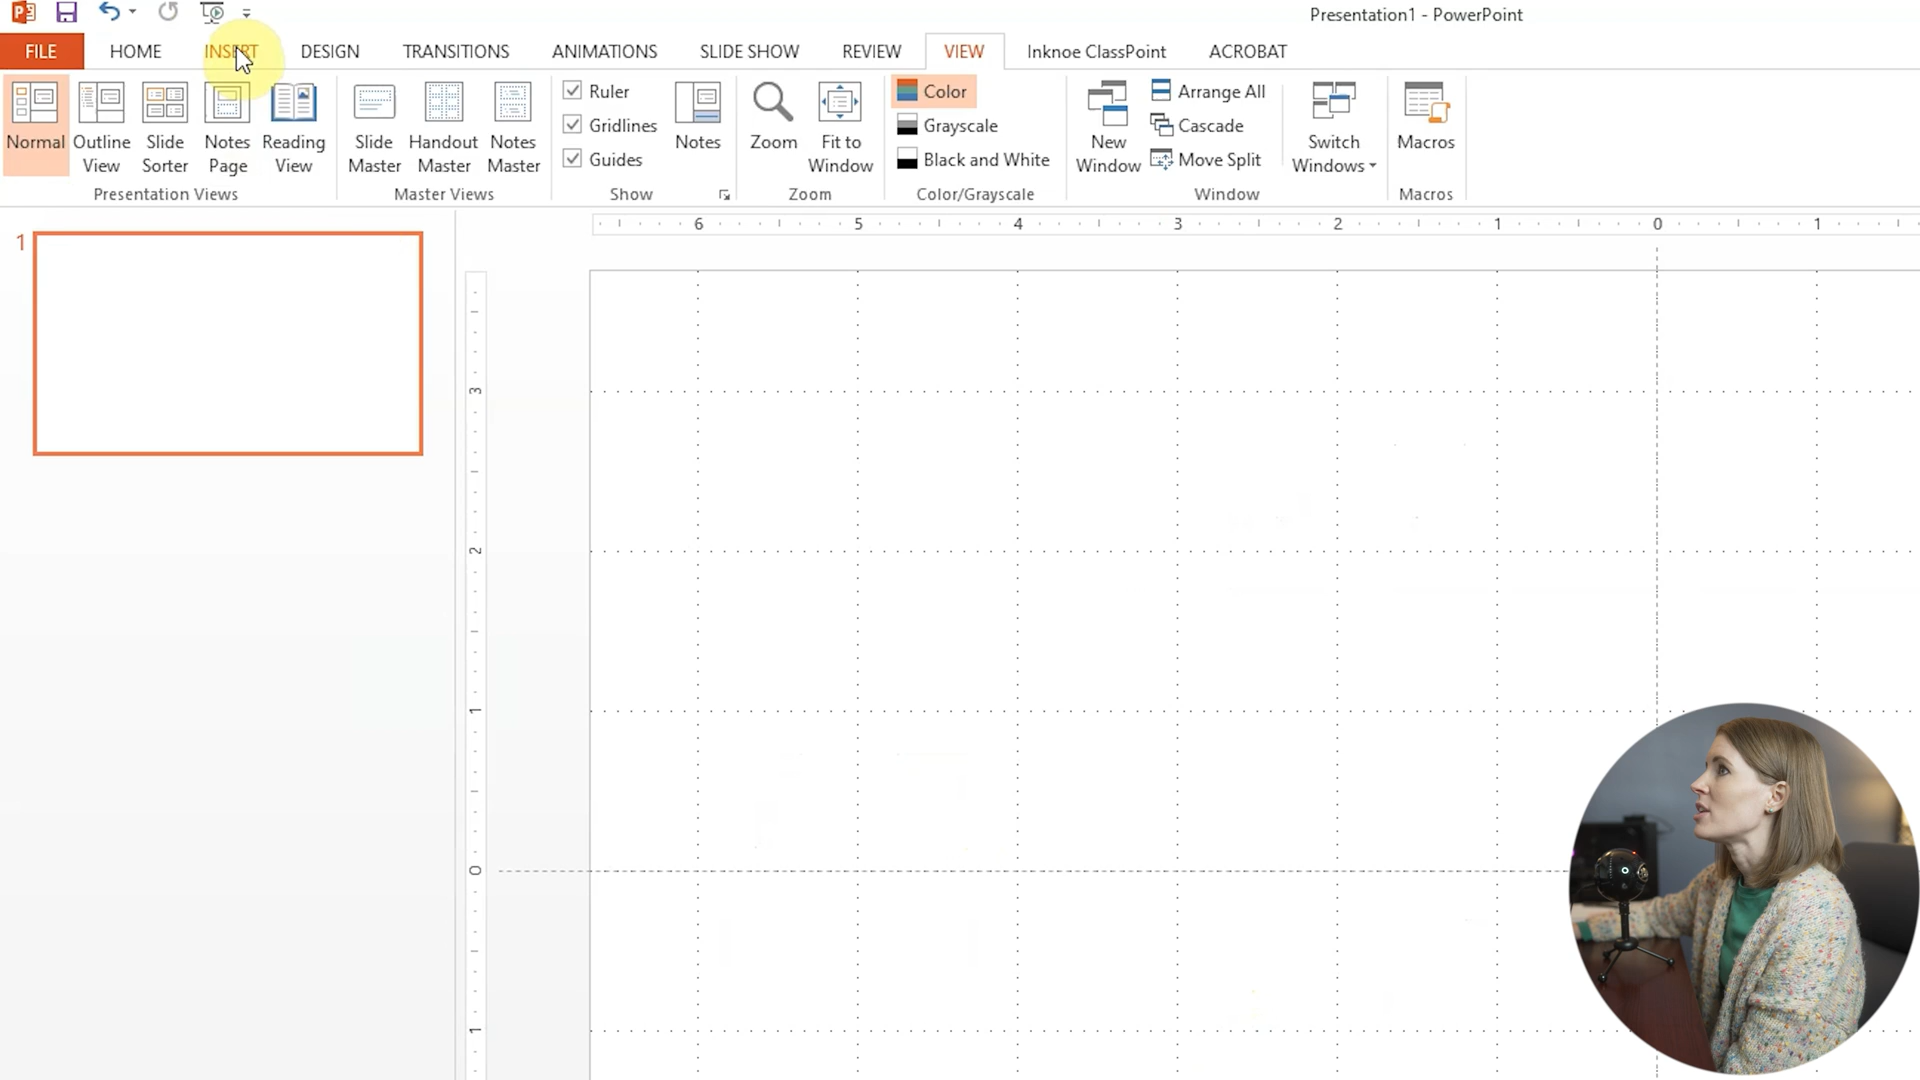 Presentation1 - PowerPoint
FILE HOME INSERT DESIGN TRANSITIONS ANIMATIONS SLIDE SHOW REVIEW VIEW Inknoe ClassPoint ACROBAT
Normal
Outline View
Slide Sorter
Notes Page
Reading View
Presentation Views
Slide Master
Handout Master
Notes Master
Master Views
Ruler
Gridlines
Guides
Show
Notes
Zoom
Fit to Window
Zoom
Color
Grayscale
Black and White
Color/Grayscale
New Window
Arrange All
Cascade
Move Split
Switch Windows
Window
Macros
Macros
6 5 4 3 2 1 0 1
1
3
2
1
0
1